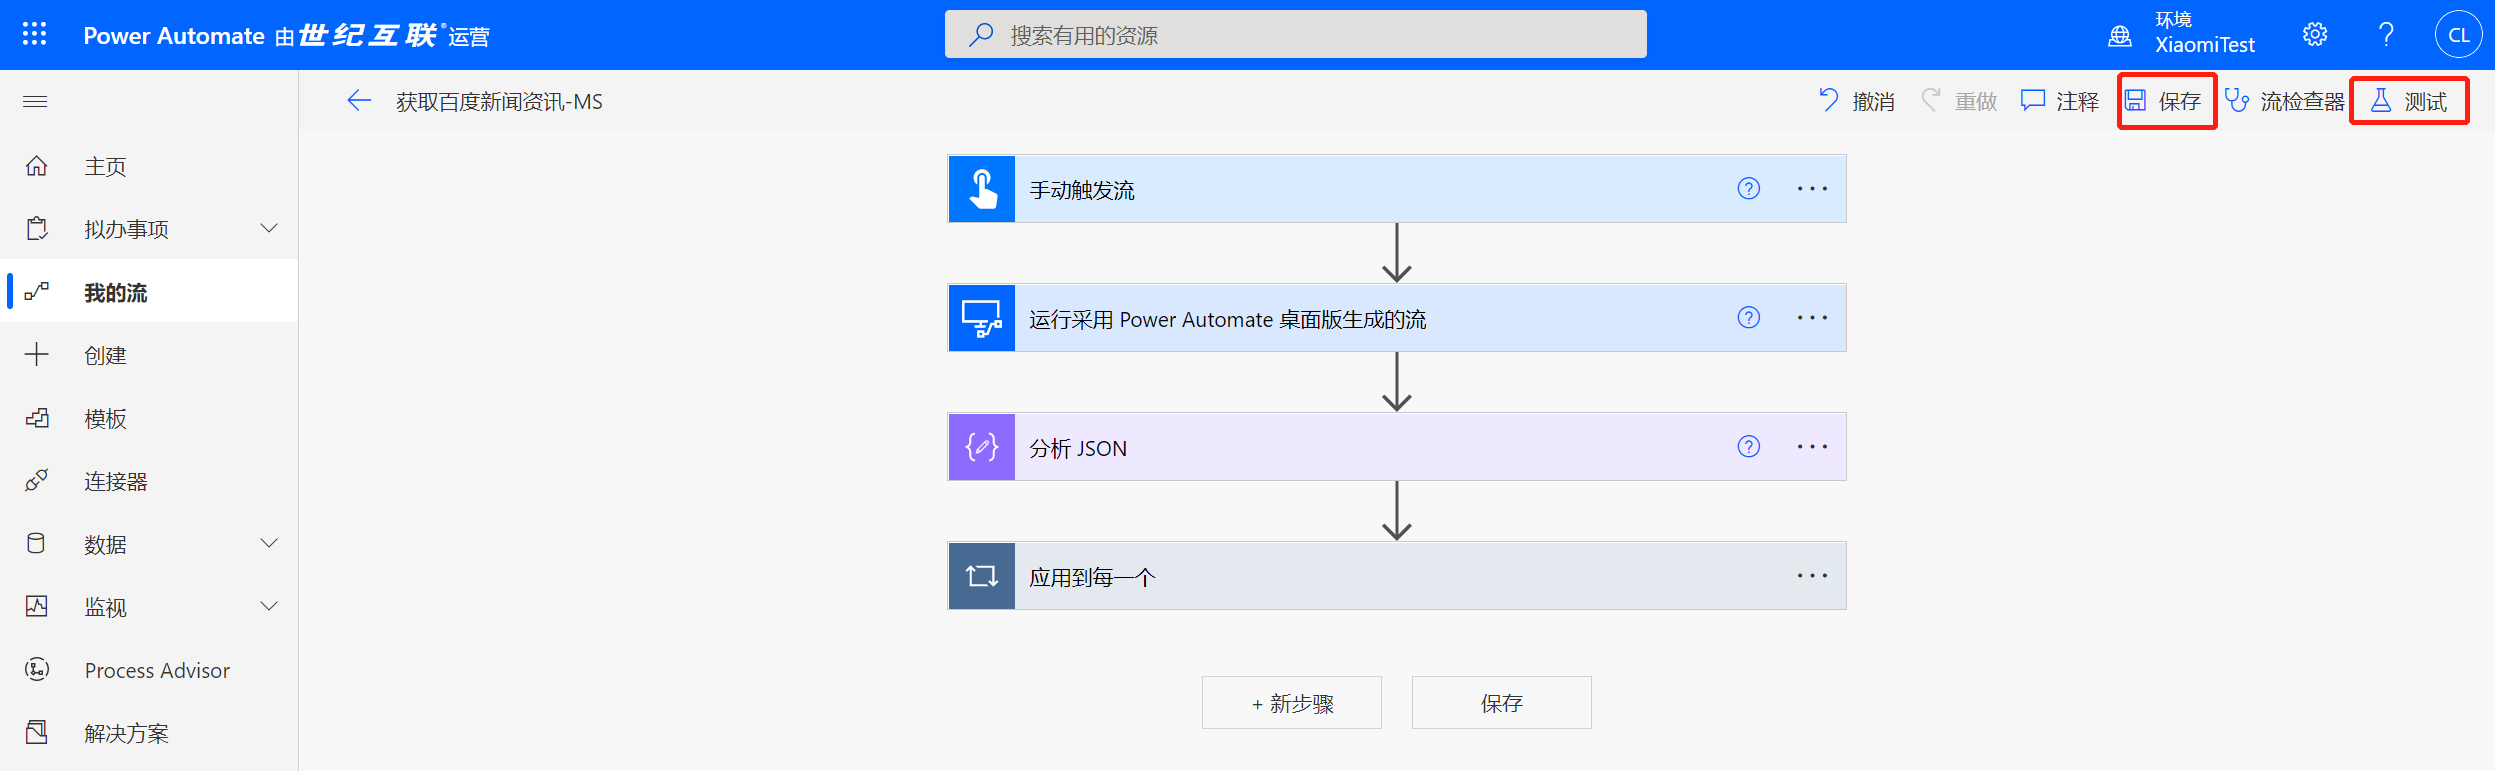 Power Automate 由世纪互联®运营
搜索有用的资源
环境
XiaomiTest
?
CL
获取百度新闻资讯-MS
撤消
重做
注释
保存
流检查器
测试
主页
拟办事项
我的流
创建
模板
连接器
数据
监视
Process Advisor
解决方案
手动触发流
?
···
运行采用 Power Automate 桌面版生成的流
?
···
分析 JSON
?
···
应用到每一个
···
+ 新步骤
保存